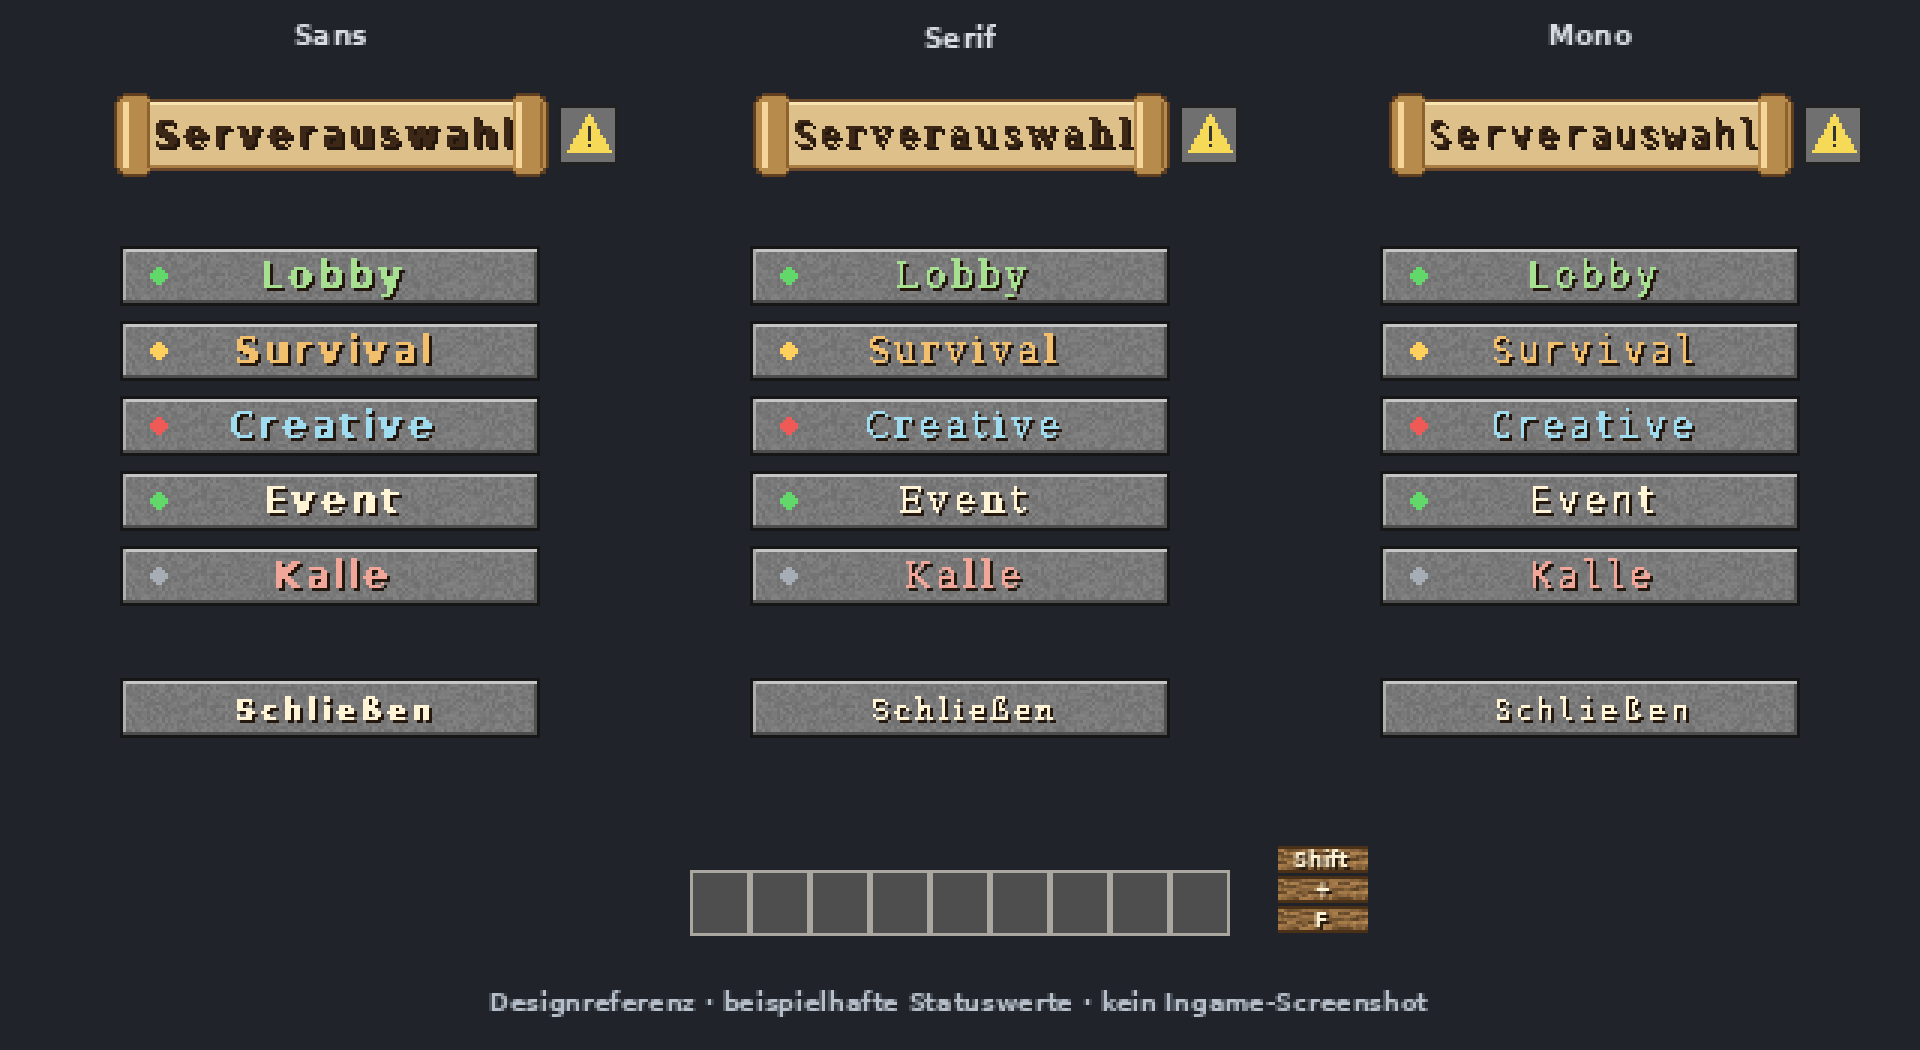 Sans
Serif
Mono
Serverauswahl
Serverauswahl
Serverauswahl
Lobby
Lobby
Lobby
Survival
Survival
Survival
Creative
Creative
Creative
Event
Event
Event
Kalle
Kalle
Kalle
Schließen
Schließen
Schließen
Shift
+
F
Designreferenz · beispielhafte Statuswerte · kein Ingame-Screenshot